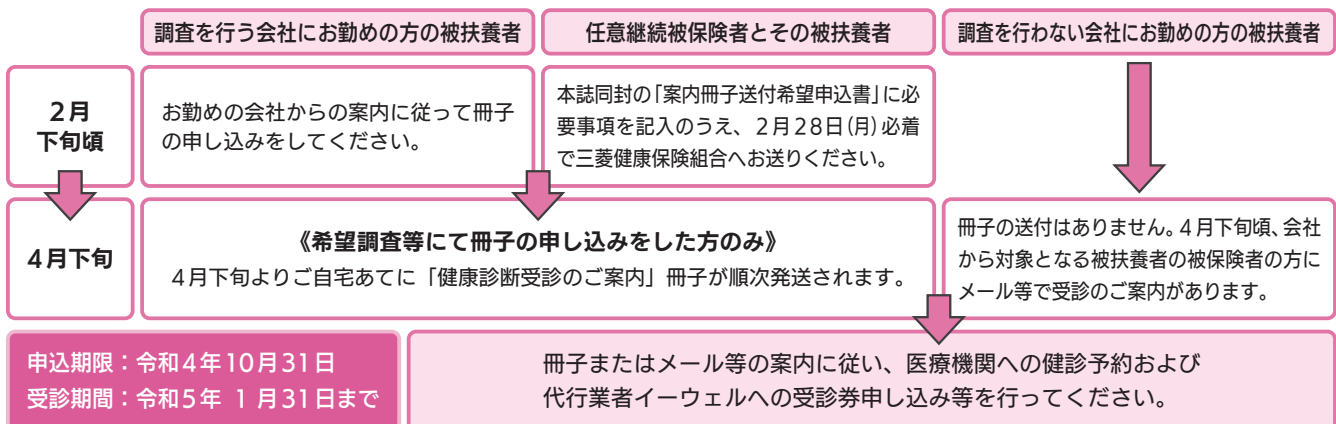 調査を行う会社にお勤めの方の被扶養者
任意継続被保険者とその被扶養者
調査を行わない会社にお勤めの方の被扶養者
2月
下旬頃
お勤めの会社からの案内に従って冊子
の申し込みをしてください。
本誌同封の「案内冊子送付希望申込書」に必
要事項を記入のうえ、2月28日(月)必着
で三菱健康保険組合へお送りください。
4月下旬
《希望調査等にて冊子の申し込みをした方のみ》
4月下旬よりご自宅あてに「健康診断受診のご案内」冊子が順次発送されます。
冊子の送付はありません。4月下旬頃、会社
から対象となる被扶養者の被保険者の方に
メール等で受診のご案内があります。
申込期限：令和4年10月31日
受診期間：令和5年 1月31日まで
冊子またはメール等の案内に従い、医療機関への健診予約および
代行業者イーウェルへの受診券申し込み等を行ってください。